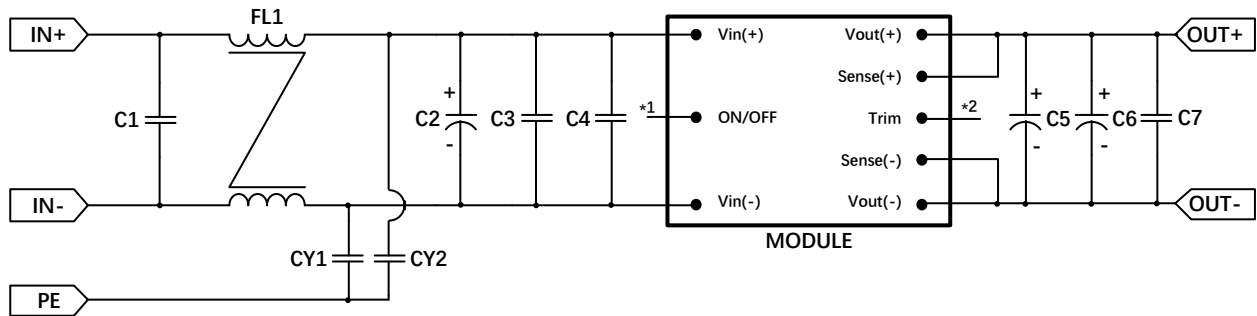 FL1
IN+
Vin(+)
Vout(+)
OUT+
Sense(+)
C1
+
C2
-
C3
C4
*1
ON/OFF
Trim
*2
+
C5
-
+
C6
-
C7
Sense(-)
IN-
Vin(-)
Vout(-)
OUT-
MODULE
CY1
CY2
PE